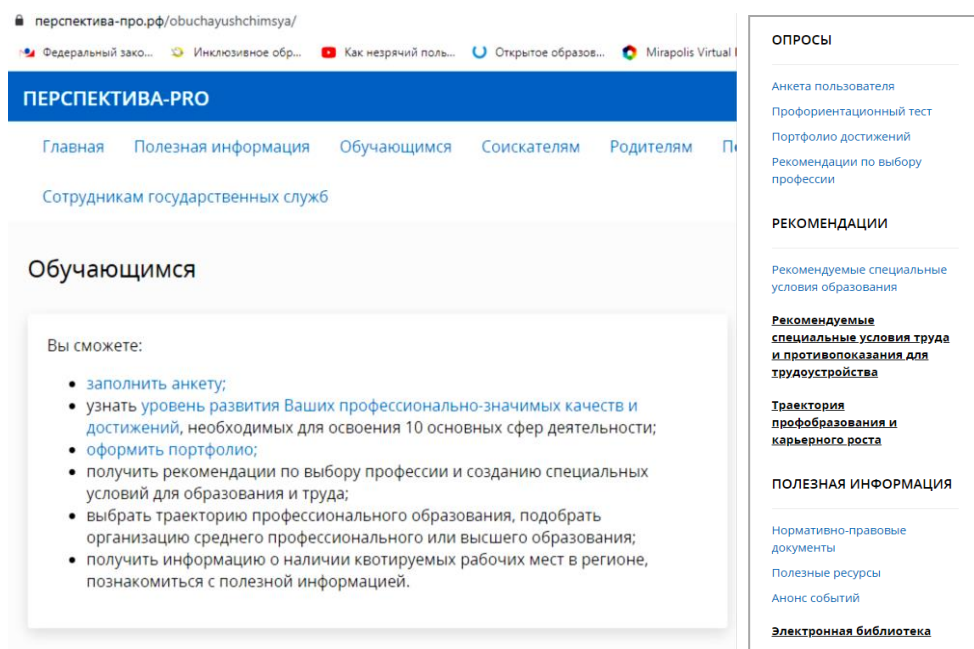 перспектива-про.рф/obuchayushchimsya/
Федеральный зако...
Инклюзивное обр...
Как незрячий поль...
Открытое образов...
Mirapolis Virtual
ПЕРСПЕКТИВА-PRO
Главная
Полезная информация
Обучающимся
Соискателям
Родителям
Сотрудникам государственных служб
Обучающимся
Вы сможете:
заполнить анкету;
узнать уровень развития Ваших профессионально-значимых качеств и
достижений, необходимых для освоения 10 основных сфер деятельности;
оформить портфолио;
получить рекомендации по выбору профессии и созданию специальных
условий для образования и труда;
выбрать траекторию профессионального образования, подобрать
организацию среднего профессионального или высшего образования;
получить информацию о наличии квотируемых рабочих мест в регионе,
познакомиться с полезной информацией.
ОПРОСЫ
Анкета пользователя
Профориентационный тест
Портфолио достижений
Рекомендации по выбору
профессии
РЕКОМЕНДАЦИИ
Рекомендуемые специальные
условия образования
Рекомендуемые
специальные условия труда
и противопоказания для
трудоустройства
Траектория
профобразования и
карьерного роста
ПОЛЕЗНАЯ ИНФОРМАЦИЯ
Нормативно-правовые
документы
Полезные ресурсы
Анонс событий
Электронная библиотека